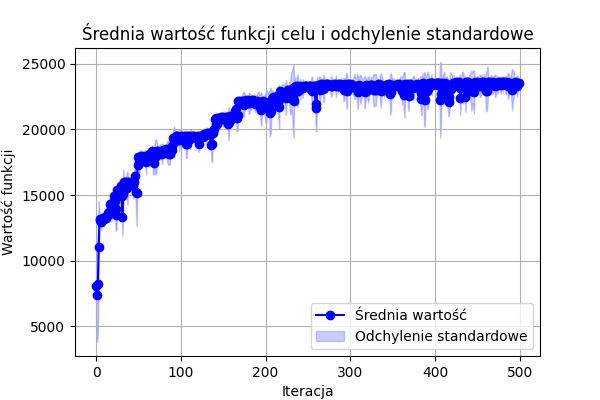 Średnia wartość funkcji celu i odchylenie standardowe
25000
20000
15000
10000
5000
Wartość funkcji
0 100 200 300 400 500
Iteracja
Średnia wartość
Odchylenie standardowe